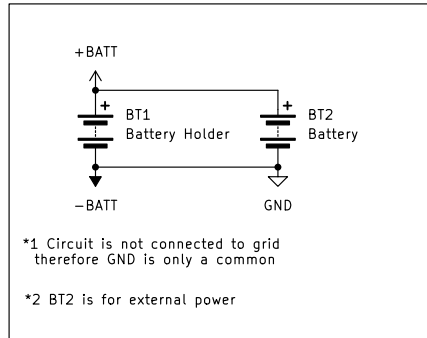 +BATT
+
BT1
Battery Holder
+
BT2
Battery
-BATT
GND
*1 Circuit is not connected to grid
therefore GND is only a common
*2 BT2 is for external power